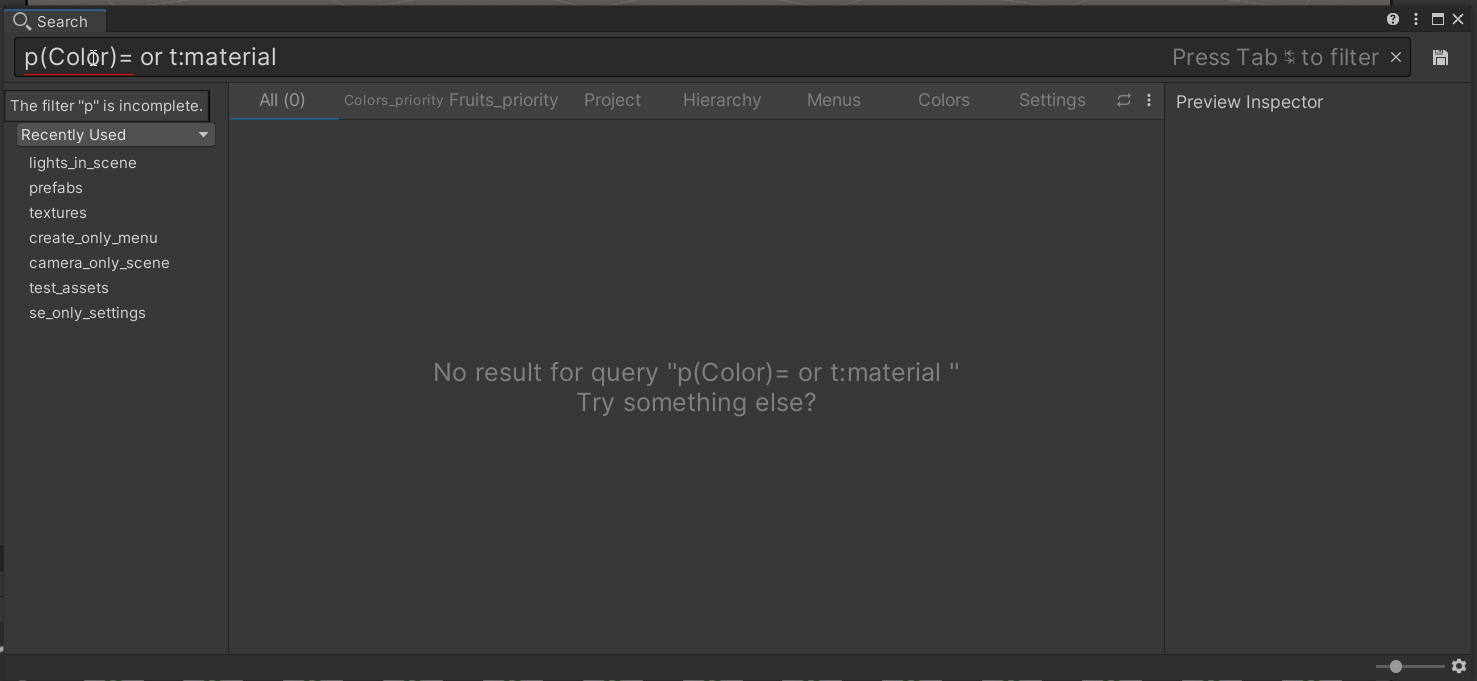 Search
p(Color)= or t:material
Press Tab to filter
The filter "p" is incomplete.
Recently Used
lights_in_scene
prefabs
textures
create_only_menu
camera_only_scene
test_assets
se_only_settings
All (0) Colors_priority Fruits_priority Project Hierarchy Menus Colors Settings
No result for query "p(Color)= or t:material "
Try something else?
Preview Inspector